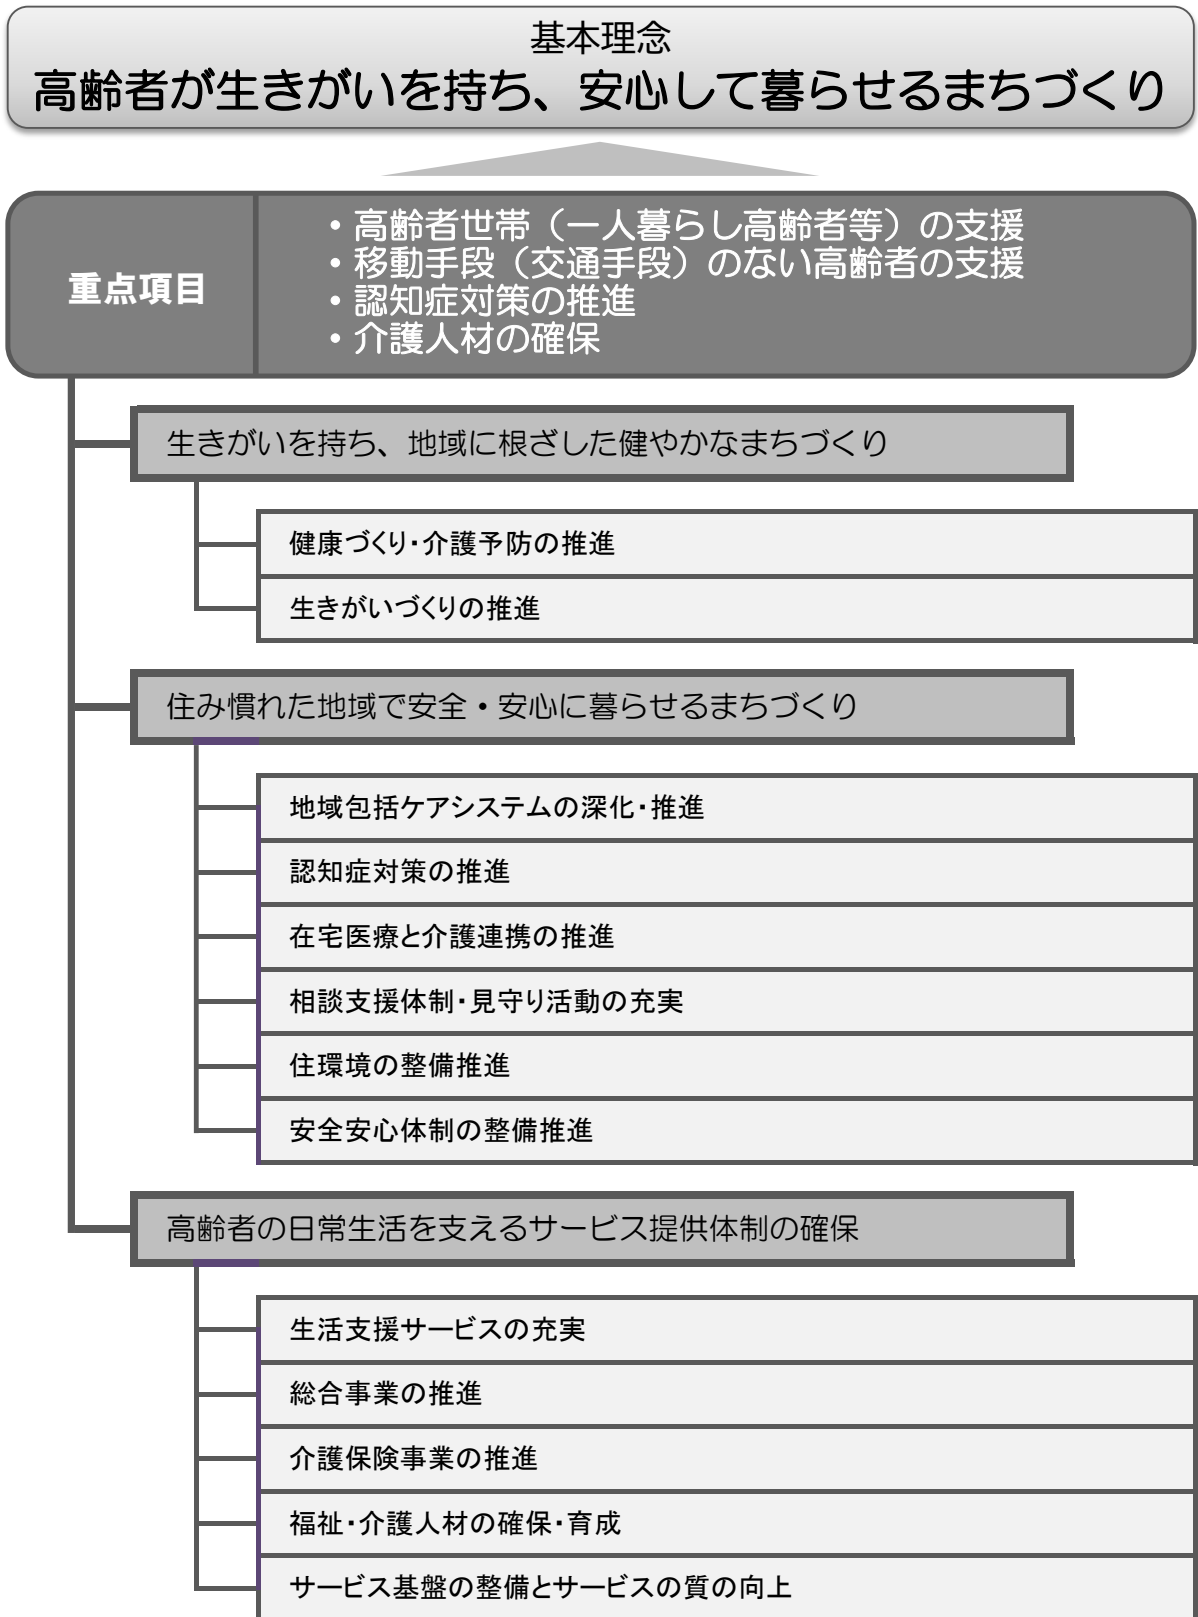 基本理念
高齢者が生きがいを持ち、安心して暮らせるまちづくり
重点項目
・高齢者世帯（一人暮らし高齢者等）の支援
・移動手段（交通手段）のない高齢者の支援
・認知症対策の推進
・介護人材の確保
生きがいを持ち、地域に根ざした健やかなまちづくり
健康づくり・介護予防の推進
生きがいづくりの推進
住み慣れた地域で安全・安心に暮らせるまちづくり
地域包括ケアシステムの深化・推進
認知症対策の推進
在宅医療と介護連携の推進
相談支援体制・見守り活動の充実
住環境の整備推進
安全安心体制の整備推進
高齢者の日常生活を支えるサービス提供体制の確保
生活支援サービスの充実
総合事業の推進
介護保険事業の推進
福祉・介護人材の確保・育成
サービス基盤の整備とサービスの質の向上